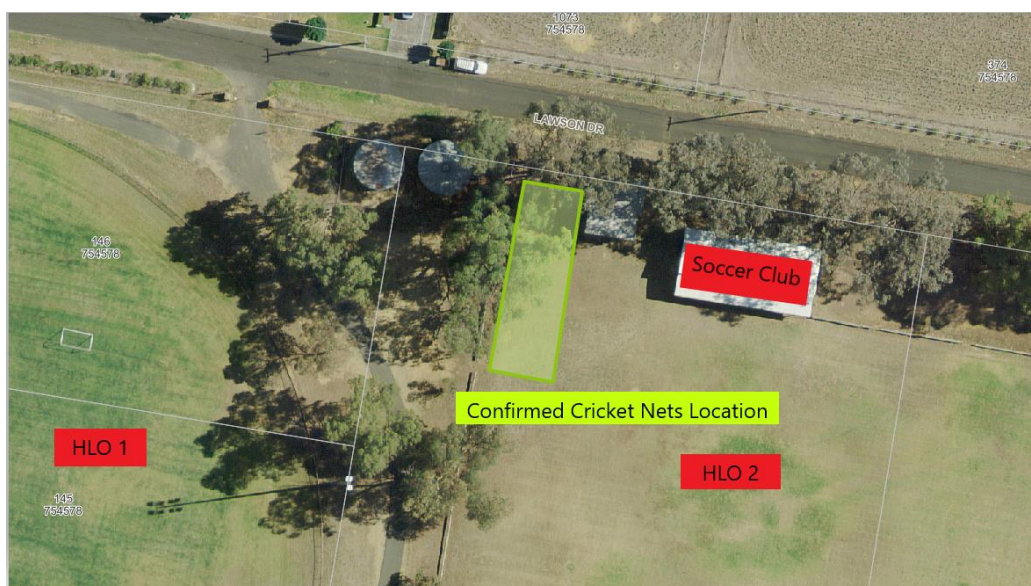 1073
754578
374
754578
LAWSON DR
146
754578
Soccer Club
Confirmed Cricket Nets Location
HLO 1
HLO 2
145
754578